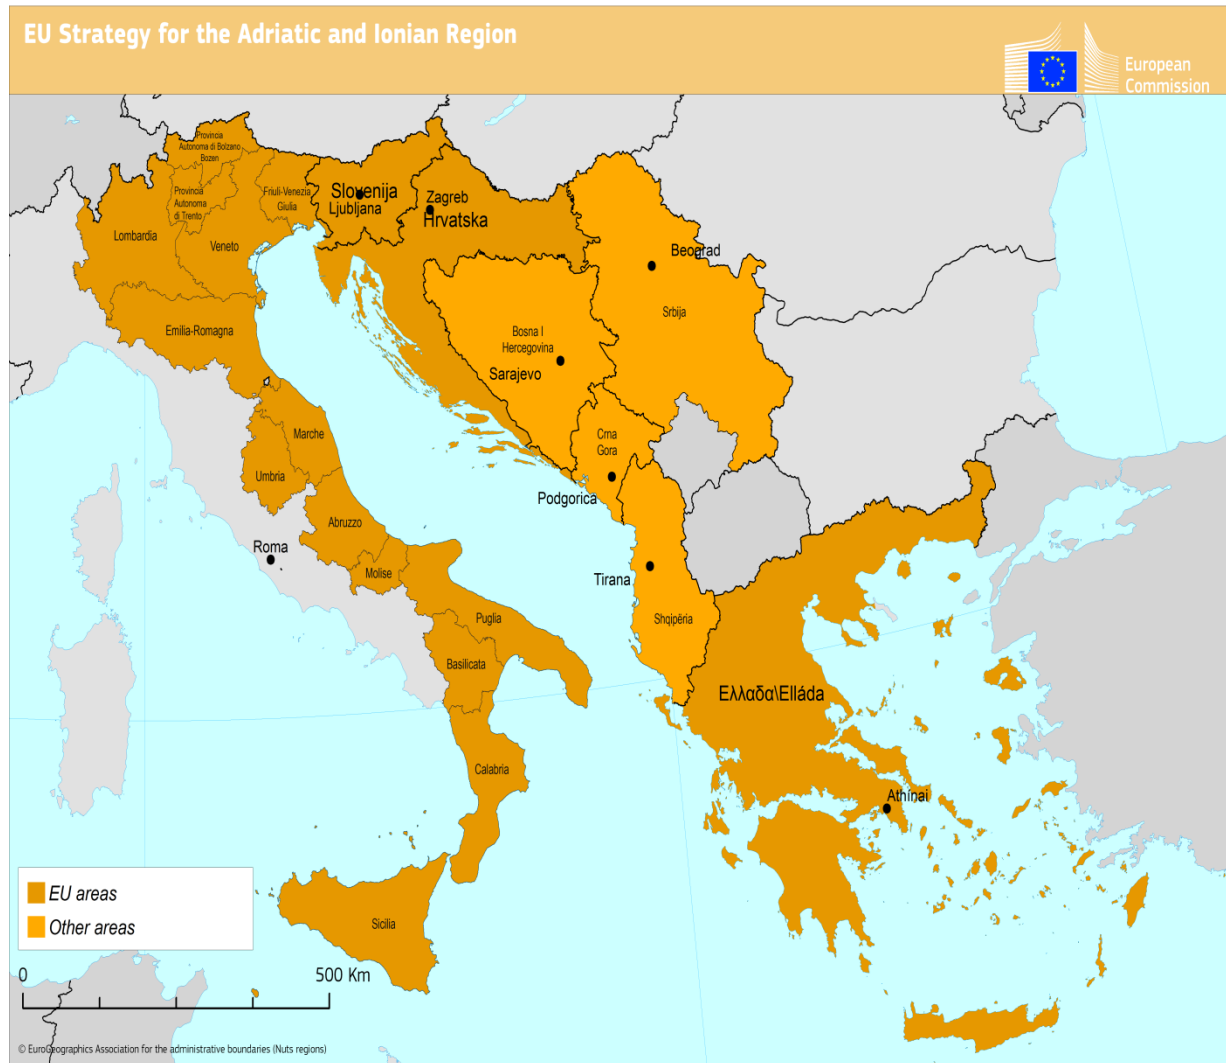 EU Strategy for the Adriatic and Ionian Region
European
Commission
Provincia
Autonoma di Bolzano
Bozen
Provincia
Autonoma
di Trento
Friuli-Venezia
Giulia
Slovenija
Ljubljana
Zagreb
Hrvatska
Lombardia
Veneto
Beograd
Srbija
Emilia-Romagna
Bosna I
Hercegovina
Sarajevo
Marche
Crna
Gora
Umbria
Podgorica
Abruzzo
Roma
Molise
Tirana
Puglia
Shqipëria
Basilicata
Ελλαδα\Elláda
Calabria
Athínai
EU areas
Other areas
Sicilia
0 500 Km
© EuroGeographics Association for the administrative boundaries (Nuts regions)